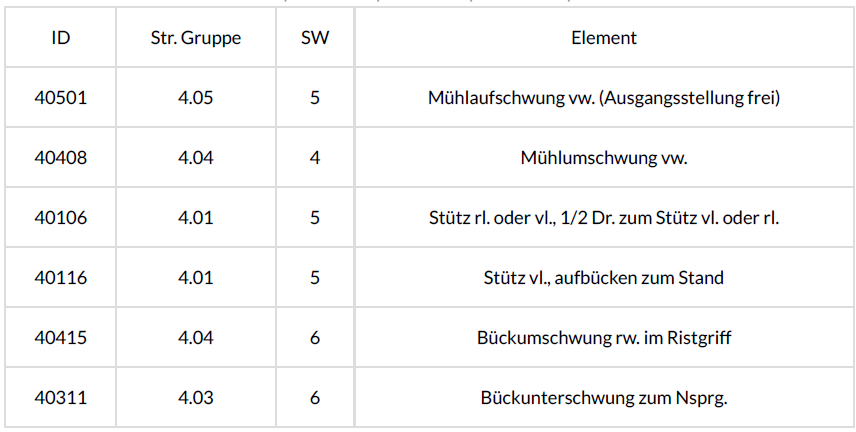 ID Str. Gruppe SW Element
40501 4.05 5 Mühlaufschwung vw. (Ausgangsstellung frei)
40408 4.04 4 Mühlumschwung vw.
40106 4.01 5 Stütz rl. oder vl., 1/2 Dr. zum Stütz vl. oder rl.
40116 4.01 5 Stütz vl., aufbücken zum Stand
40415 4.04 6 Bückumschwung rw. im Ristgriff
40311 4.03 6 Bückunterschwung zum Nsprg.